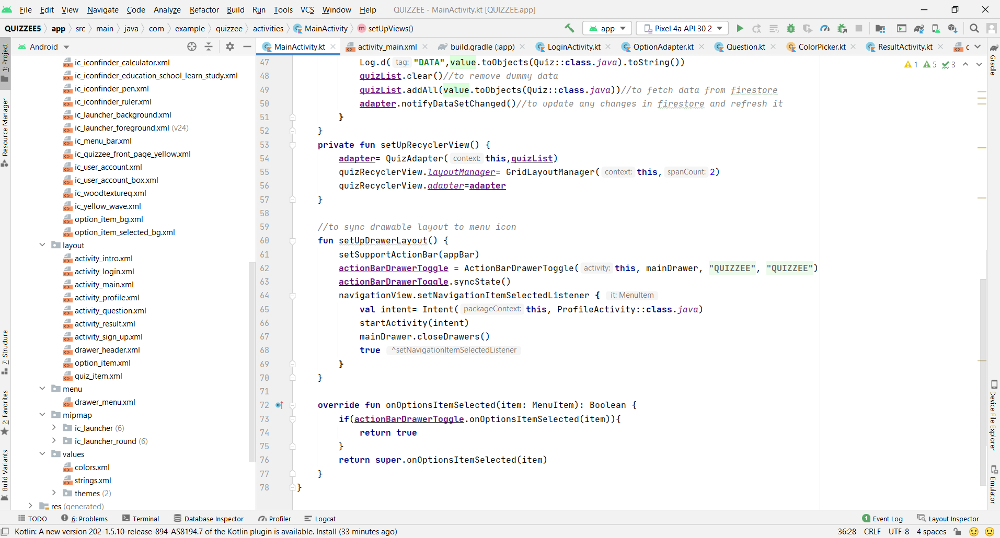 File Edit View Navigate Code Analyze Refactor Build Run Tools VCS Window Help QUIZZEE - MainActivity.kt [QUIZZEE.app]
QUIZZEE5 app src main java com example quizzee activities MainActivity m setUpViews() app Pixel 4a API 30 2
Android MainActivity.kt activity_main.xml build.gradle (:app) LoginActivity.kt OptionAdapter.kt Question.kt ColorPicker.kt ResultActivity.kt c
1: Project
Resource Manager
7: Structure
2: Favorites
Build Variants
ic_iconfinder_calculator.xml
ic_iconfinder_education_school_learn_study.xml
ic_iconfinder_pen.xml
ic_iconfinder_ruler.xml
ic_launcher_background.xml
ic_launcher_foreground.xml (v24)
ic_menu_bar.xml
ic_quizzee_front_page_yellow.xml
ic_user_account.xml
ic_user_account_box.xml
ic_woodtextureq.xml
ic_yellow_wave.xml
option_item_bg.xml
option_item_selected_bg.xml
layout
activity_intro.xml
activity_login.xml
activity_main.xml
activity_profile.xml
activity_question.xml
activity_result.xml
activity_sign_up.xml
drawer_header.xml
option_item.xml
quiz_item.xml
menu
drawer_menu.xml
mipmap
ic_launcher (6)
ic_launcher_round (6)
values
colors.xml
strings.xml
themes (2)
res (generated)
47 Log.d( tag: "DATA",value.toObjects(Quiz::class.java).toString())
48 quizList.clear()//to remove dummy data
49 quizList.addAll(value.toObjects(Quiz::class.java))//to fetch data from firestore
50 adapter.notifyDataSetChanged()//to update any changes in firestore and refresh it
51 }
52 }
53 private fun setUpRecyclerView() {
54 adapter= QuizAdapter( context: this,quizList)
55 quizRecyclerView.layoutManager= GridLayoutManager( context: this, spanCount: 2)
56 quizRecyclerView.adapter=adapter
57 }
58
59 //to sync drawable layout to menu icon
60 fun setUpDrawerLayout() {
61 setSupportActionBar(appBar)
62 actionBarDrawerToggle = ActionBarDrawerToggle( activity: this, mainDrawer, "QUIZZEE", "QUIZZEE")
63 actionBarDrawerToggle.syncState()
64 navigationView.setNavigationItemSelectedListener { it: MenuItem
65 val intent= Intent( packageContext: this, ProfileActivity::class.java)
66 startActivity(intent)
67 mainDrawer.closeDrawers()
68 true ^setNavigationItemSelectedListener
69 }
70 }
71
72 override fun onOptionsItemSelected(item: MenuItem): Boolean {
73 if(actionBarDrawerToggle.onOptionsItemSelected(item)){
74 return true
75 }
76 return super.onOptionsItemSelected(item)
77 }
78 }
1 5 3
Gradle
Device File Explorer
Emulator
TODO 6: Problems Terminal Database Inspector Profiler Logcat 1 Event Log Layout Inspector
Kotlin: A new version 202-1.5.10-release-894-AS8194.7 of the Kotlin plugin is available. Install (33 minutes ago) 36:28 CRLF UTF-8 4 spaces